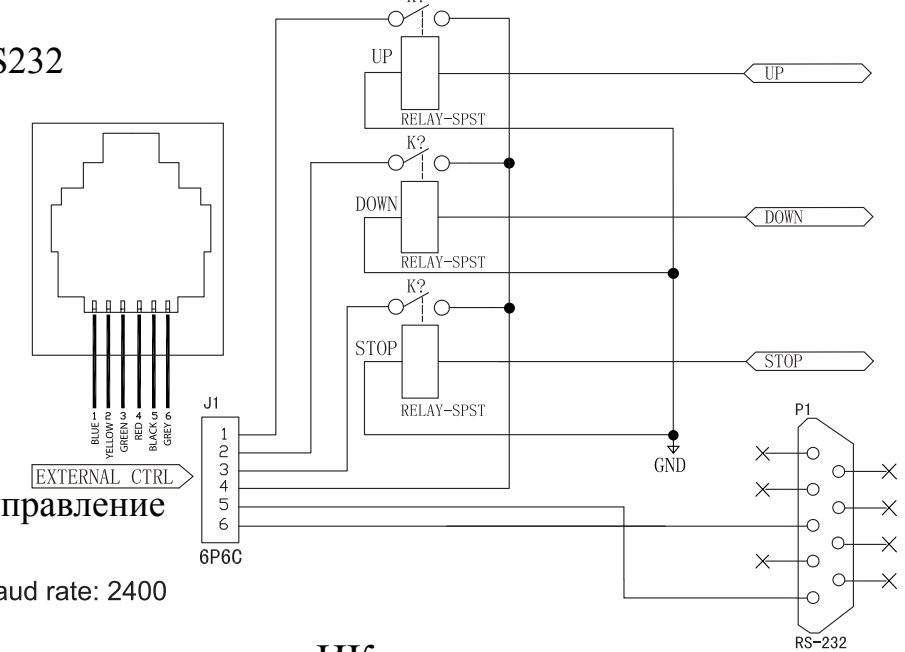 K?
S232
UP
UP
RELAY-SPST
K?
DOWN
DOWN
RELAY-SPST
K?
STOP
STOP
RELAY-SPST
GND
1 2 3 4 5 6
BLUE
YELLOW
GREEN
RED
BLACK
GREY
J1
1
2
3
4
5
6
6P6C
EXTERNAL CTRL
правление
aud rate: 2400
P1
RS-232